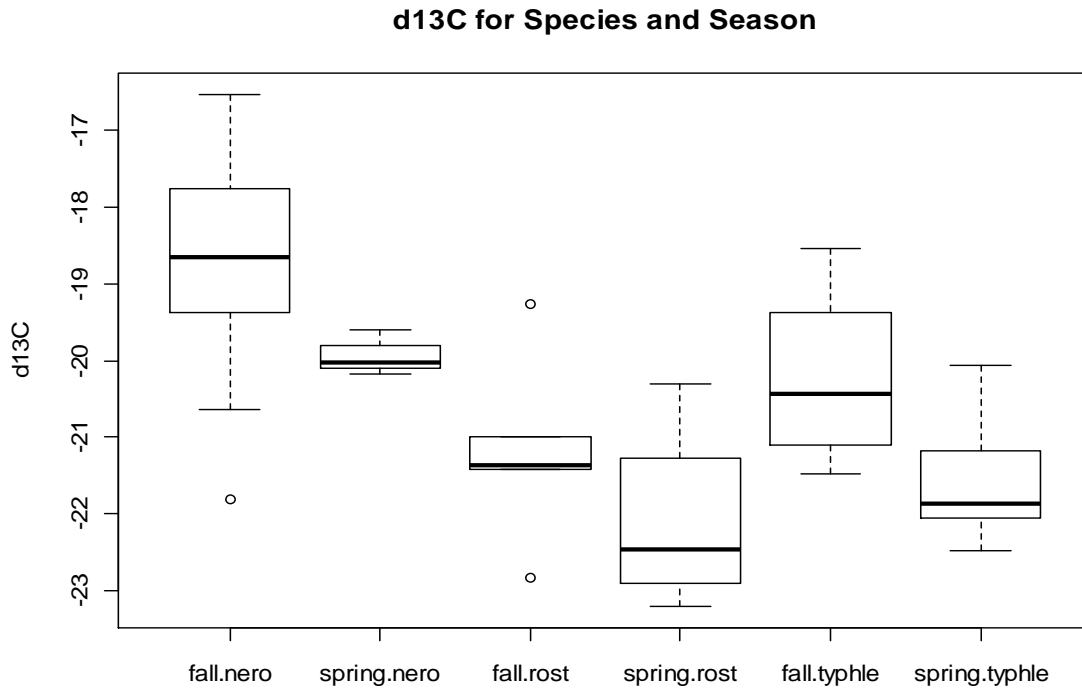 d13C for Species and Season
d13C
-17
-18
-19
-20
-21
-22
-23
fall.nero spring.nero fall.rost spring.rost fall.typhle spring.typhle